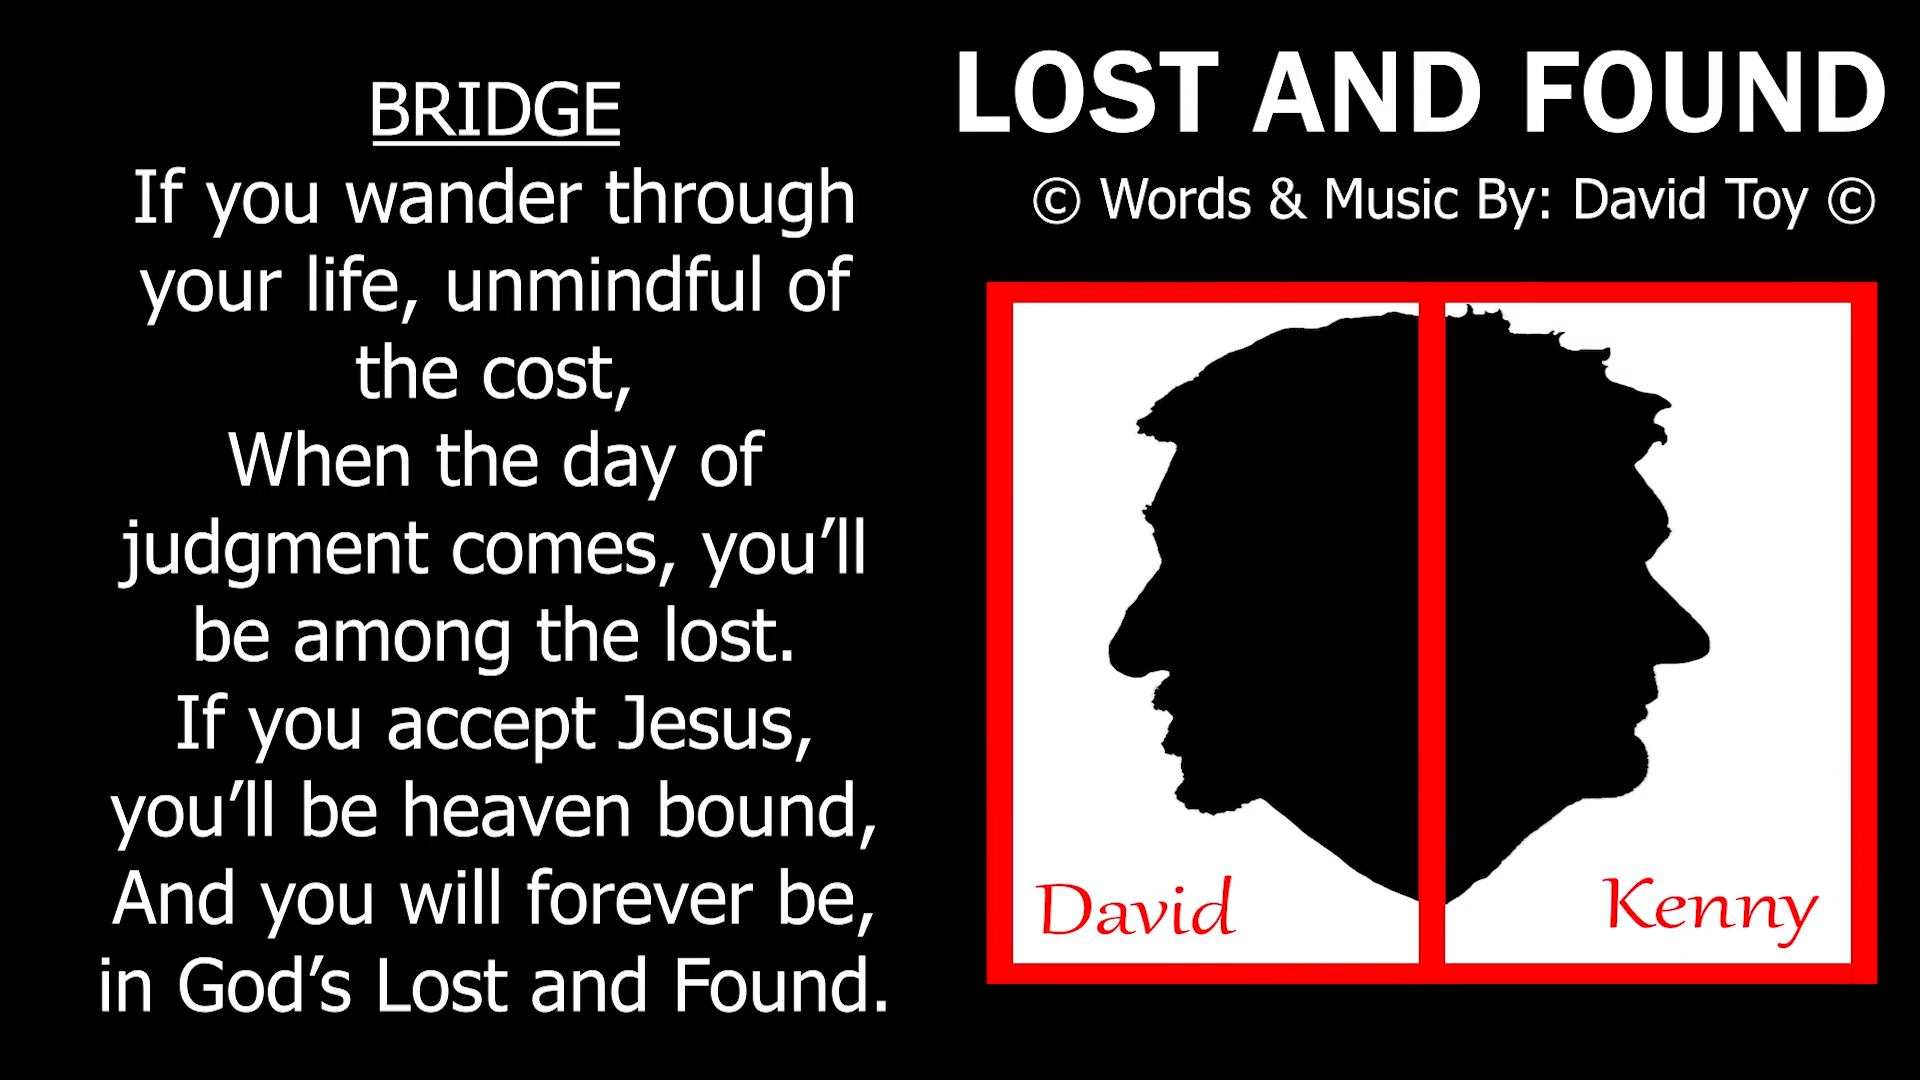 BRIDGE
If you wander through
your life, unmindful of
the cost,
When the day of
judgment comes, you’ll
be among the lost.
If you accept Jesus,
you’ll be heaven bound,
And you will forever be,
in God’s Lost and Found.
LOST AND FOUND
© Words & Music By: David Toy ©
David
Kenny